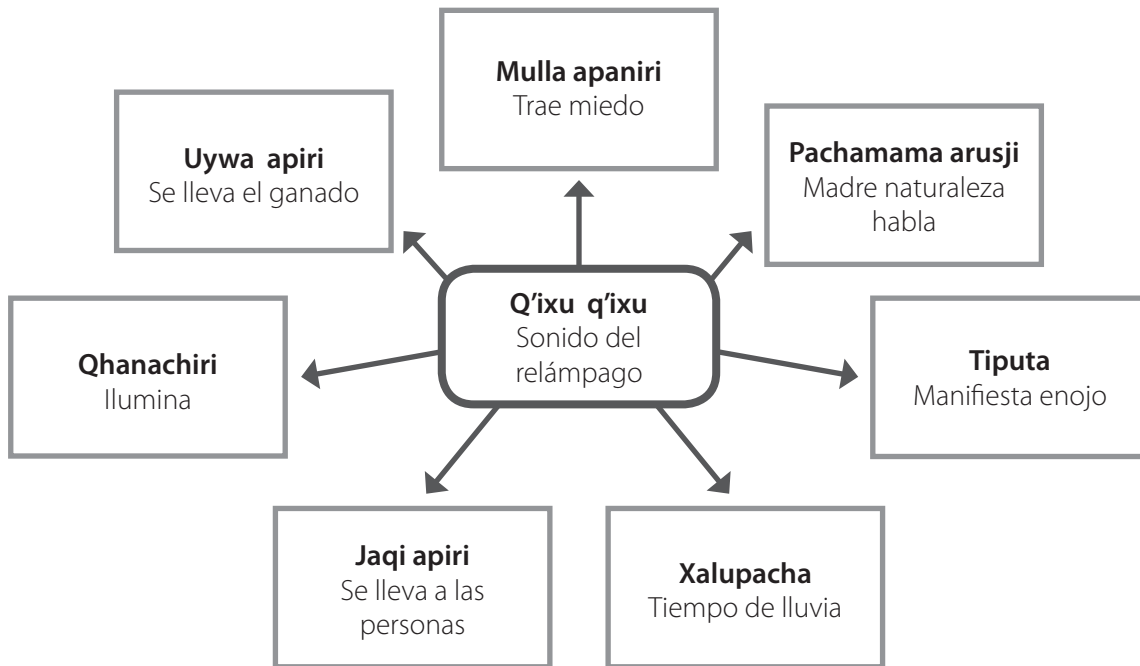 Mulla apaniri
Trae miedo
Uywa apiri
Se lleva el ganado
Pachamama arusji
Madre naturaleza
habla
Q'ixu q'ixu
Sonido del
relámpago
Qhanachiri
Ilumina
Tiputa
Manifiesta enojo
Jaqi apiri
Se lleva a las
personas
Xalupacha
Tiempo de lluvia